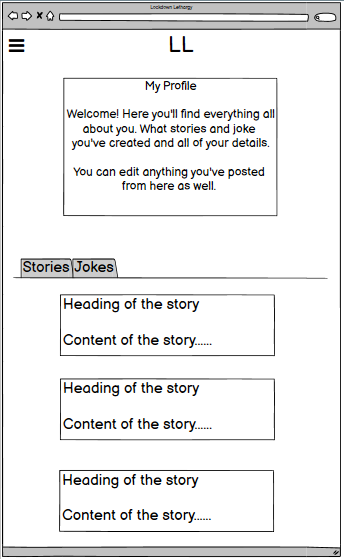 Lockdown Lethargy
LL
My Profile
Welcome! Here you'll find everything all
about you. What stories and joke
you've created and all of your details.
You can edit anything you've posted
from here as well.
Stories Jokes
Heading of the story
Content of the story......
Heading of the story
Content of the story......
Heading of the story
Content of the story......